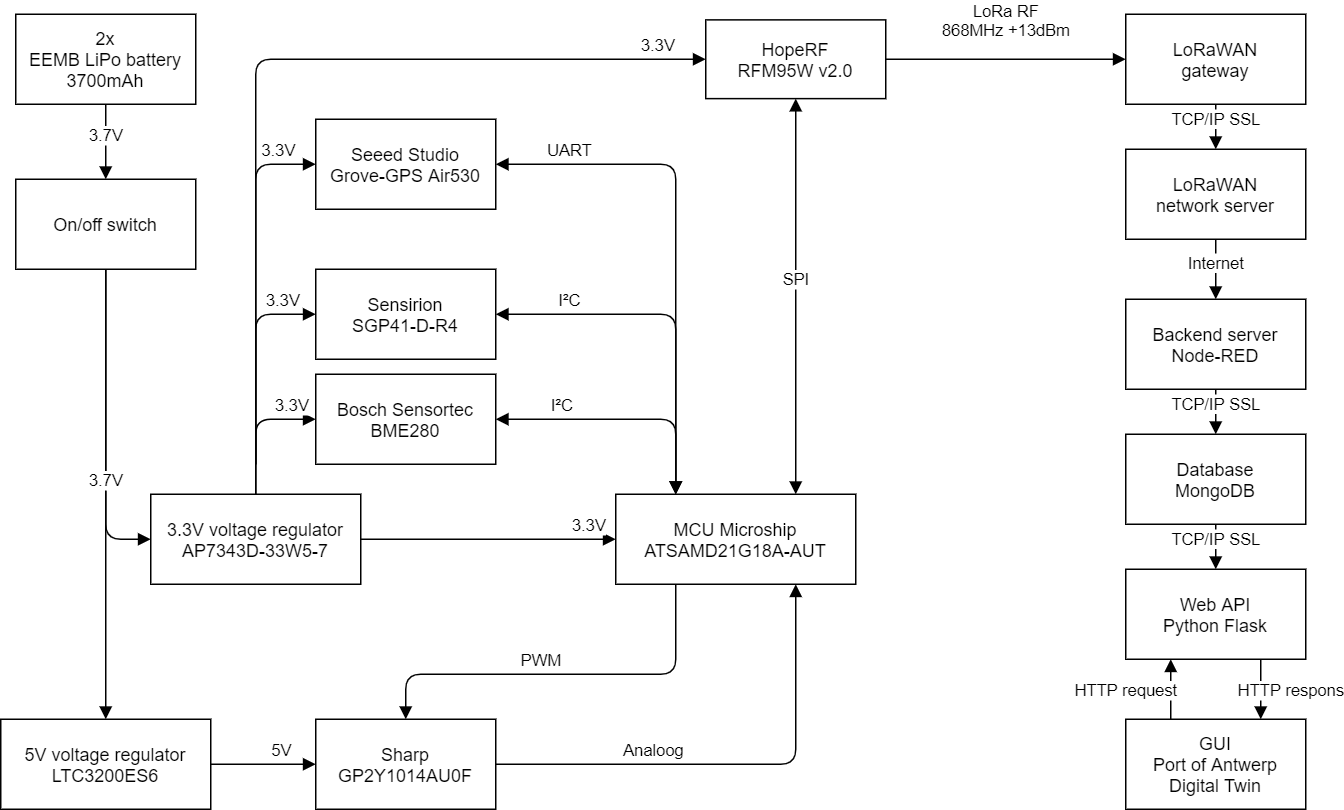 2x
EEMB LiPo battery
3700mAh
3.7V
On/off switch
3.7V
3.3V voltage regulator
AP7343D-33W5-7
5V voltage regulator
LTC3200ES6
3.3V
3.3V
Seeed Studio
Grove-GPS Air530
UART
3.3V
Sensirion
SGP41-D-R4
I²C
3.3V
Bosch Sensortec
BME280
I²C
3.3V
MCU Microship
ATSAMD21G18A-AUT
PWM
5V
Sharp
GP2Y1014AU0F
Analoog
HopeRF
RFM95W v2.0
SPI
LoRa RF
868MHz +13dBm
LoRaWAN
gateway
TCP/IP SSL
LoRaWAN
network server
Internet
Backend server
Node-RED
TCP/IP SSL
Database
MongoDB
TCP/IP SSL
Web API
Python Flask
HTTP request
HTTP respons
GUI
Port of Antwerp
Digital Twin